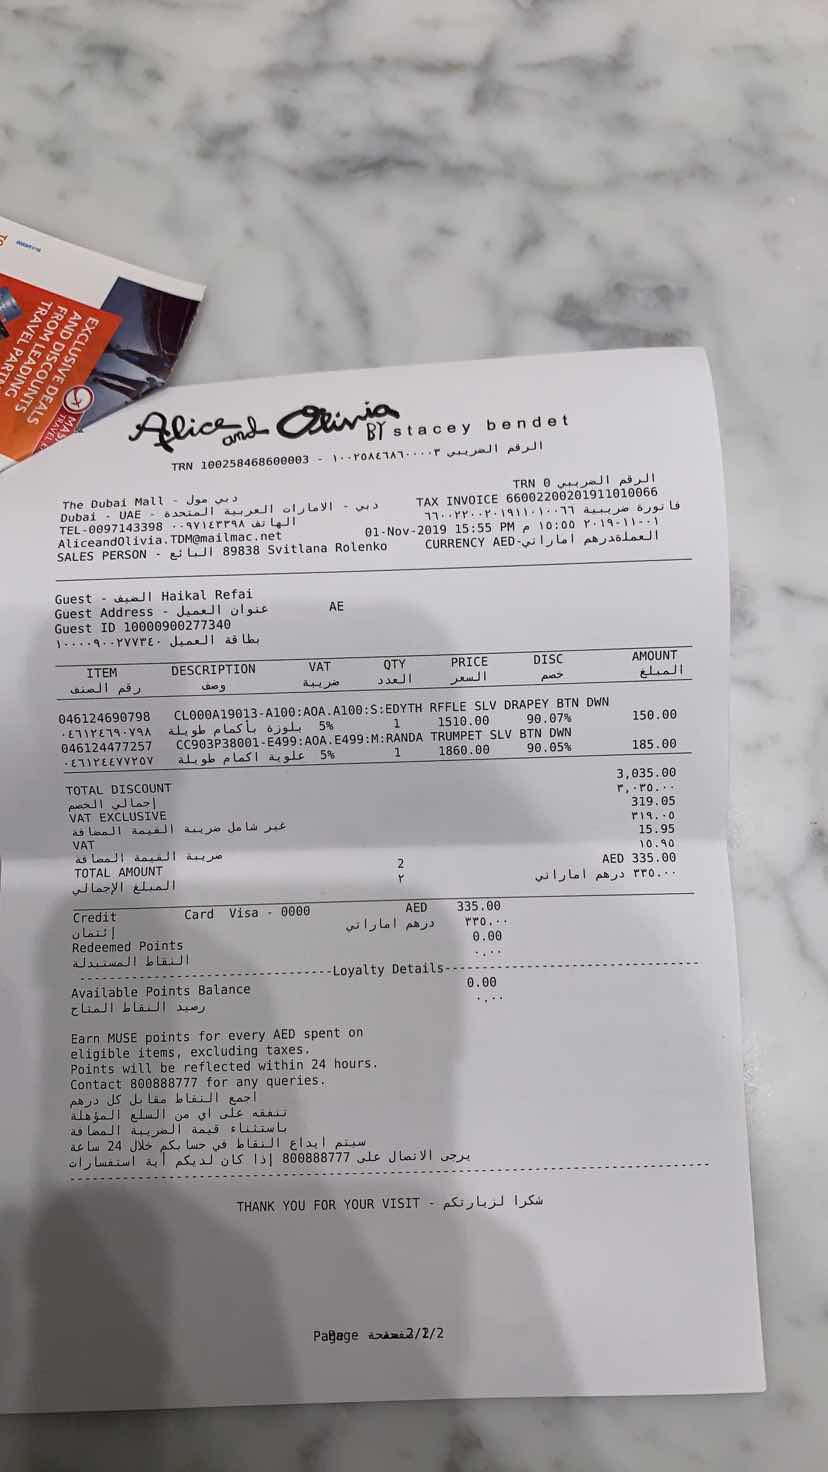 EXCLUSIVE DEALS
AND DISCOUNTS
FROM LEADING
TRAVEL
Alice and Olivia BY stacey bendet
TRN 100258468600003 - الرقم الضريبي ١٠٠٢٥٨٤٦٨٦٠٠٠٠٣
The Dubai Mall - دبي مول
TRN 0 الرقم الضريبي
Dubai - UAE - دبي - الامارات العربية المتحدة
TAX INVOICE 66002200201911010066
TEL-0097143398 الهاتف ٠٠٩٧١٤٣٣٩٨
فاتورة ضريبية ٦٦٠٠٢٢٠٠٢٠١٩١١٠١٠٠٦٦
AliceandOlivia.TDM@mailmac.net
01-Nov-2019 15:55 PM ٠١-١١-٢٠١٩ ١٥:٥٥ م
SALES PERSON - البائع 89838 Svitlana Rolenko
CURRENCY AED-العملةدرهم اماراتي
Guest - الضيف Haikal Refai
Guest Address - عنوان العميل AE
Guest ID 10000900277340
بطاقة العميل ١٠٠٠٠٩٠٠٢٧٧٣٤٠
ITEM DESCRIPTION VAT QTY PRICE DISC AMOUNT
رقم الصنف وصف ضريبة العدد السعر خصم المبلغ
046124690798 CL000A19013-A100:AOA.A100:S:EDYTH RFFLE SLV DRAPEY BTN DWN
٠٤٦١٢٤٦٩٠٧٩٨ بلوزة بأكمام طويلة 5% 1 1510.00 90.07% 150.00
046124477257 CC903P38001-E499:AOA.E499:M:RANDA TRUMPET SLV BTN DWN
٠٤٦١٢٤٤٧٧٢٥٧ علوية اكمام طويلة 5% 1 1860.00 90.05% 185.00
TOTAL DISCOUNT 3,035.00
إجمالي الخصم ٣,٠٣٥.٠٠
VAT EXCLUSIVE 319.05
غير شامل ضريبة القيمة المضافة ٣١٩.٠٥
VAT 15.95
ضريبة القيمة المضافة ١٥.٩٥
TOTAL AMOUNT 2 AED 335.00
المبلغ الإجمالي ٢ ٣٣٥.٠٠ درهم اماراتي
Credit Card Visa - 0000 AED 335.00
إئتمان درهم اماراتي ٣٣٥.٠٠
Redeemed Points 0.00
النقاط المستبدلة ٠.٠٠
--------------------------------Loyalty Details--------------------------------
Available Points Balance 0.00
رصيد النقاط المتاح ٠.٠٠
Earn MUSE points for every AED spent on
eligible items, excluding taxes.
Points will be reflected within 24 hours.
Contact 800888777 for any queries.
اجمع النقاط مقابل كل درهم
تنفقه على اي من السلع المؤهلة
باستثناء قيمة الضريبة المضافة
سيتم ايداع النقاط في حسابكم خلال 24 ساعة
يرجى الاتصال على 800888777 إذا كان لديكم أية استفسارات
THANK YOU FOR YOUR VISIT - شكرا لزيارتكم
Page